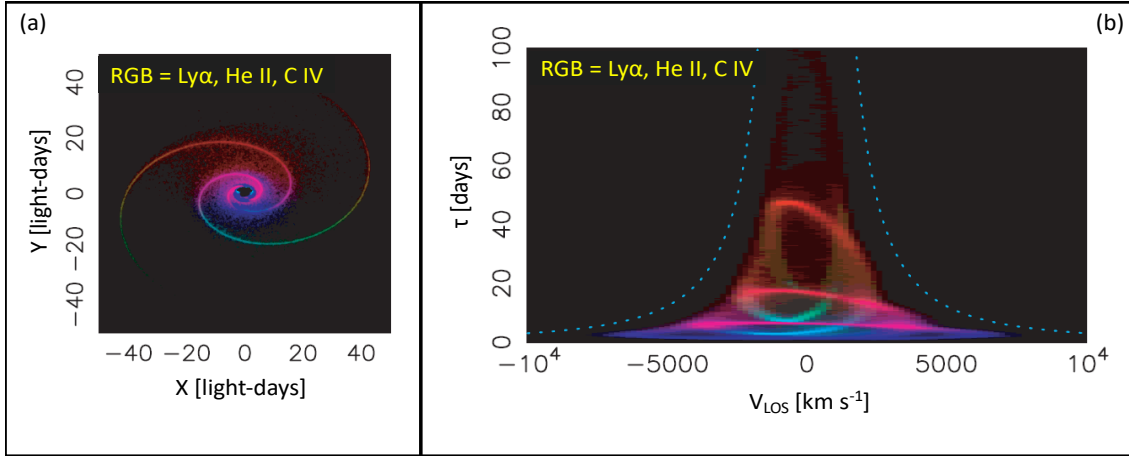 (a)
RGB = Lyα, He II, C IV
40
20
0
−20
−40
Y [light-days]
−40 −20 0 20 40
X [light-days]
(b)
RGB = Lyα, He II, C IV
100
80
60
40
20
0
τ [days]
−10⁴ −5000 0 5000 10⁴
V_LOS [km s⁻¹]